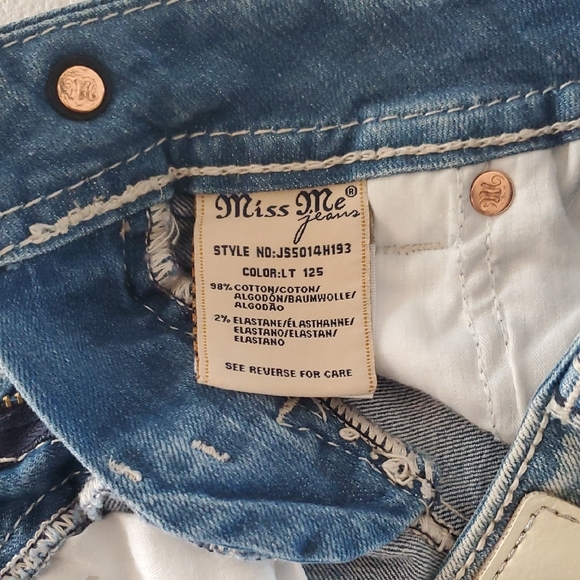 Miss Me®
jeans
STYLE NO:JS5014H193
COLOR:LT 125
98% COTTON/COTON/
ALGODÓN/BAUMWOLLE/
ALGODÃO
2% ELASTANE/ÉLASTHANNE/
ELASTANO/ELASTAN/
ELASTANO
SEE REVERSE FOR CARE